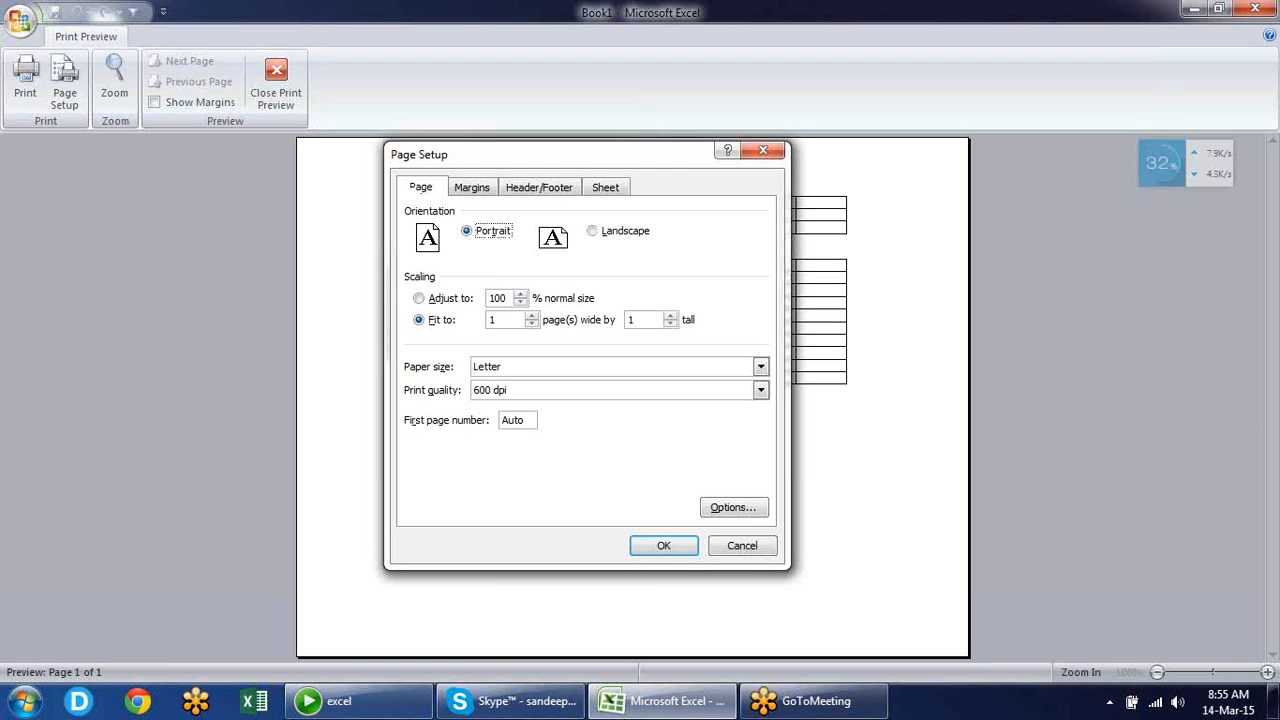 Book1 - Microsoft Excel
Print Preview
Print
Page Setup
Zoom
Next Page
Previous Page
Show Margins
Close Print Preview
Print
Zoom
Preview
Page Setup
?
Page
Margins
Header/Footer
Sheet
Orientation
A
Portrait
A
Landscape
Scaling
Adjust to: 100 % normal size
Fit to: 1 page(s) wide by 1 tall
Paper size: Letter
Print quality: 600 dpi
First page number: Auto
Options...
OK
Cancel
32%
7.3K/s
4.3K/s
Preview: Page 1 of 1
Zoom In
100%
D
excel
Skype™ - sandeep...
Microsoft Excel - ...
GoToMeeting
8:55 AM
14-Mar-15